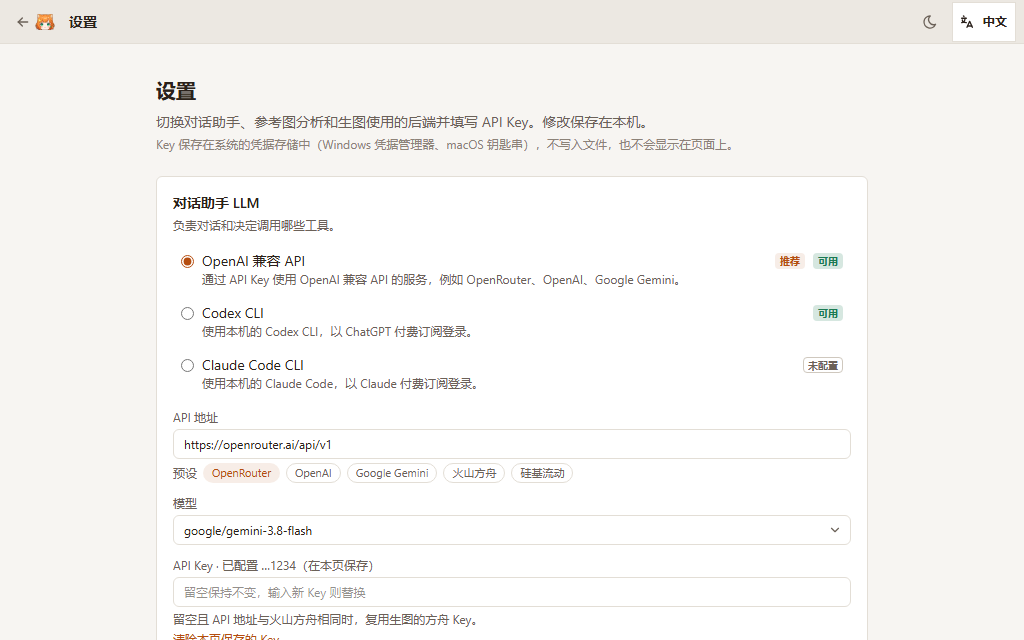 设置
中文
设置
切换对话助手、参考图分析和生图使用的后端并填写 API Key。修改保存在本机。
Key 保存在系统的凭据存储中（Windows 凭据管理器、macOS 钥匙串），不写入文件，也不会显示在页面上。
对话助手 LLM
负责对话和决定调用哪些工具。
OpenAI 兼容 API 推荐 可用
通过 API Key 使用 OpenAI 兼容 API 的服务，例如 OpenRouter、OpenAI、Google Gemini。
Codex CLI 可用
使用本机的 Codex CLI，以 ChatGPT 付费订阅登录。
Claude Code CLI 未配置
使用本机的 Claude Code，以 Claude 付费订阅登录。
API 地址
https://openrouter.ai/api/v1
预设 OpenRouter OpenAI Google Gemini 火山方舟 硅基流动
模型
google/gemini-3.8-flash
API Key · 已配置 ...1234（在本页保存）
留空保持不变，输入新 Key 则替换
留空且 API 地址与火山方舟相同时，复用生图的方舟 Key。
清除本页保存的 Key